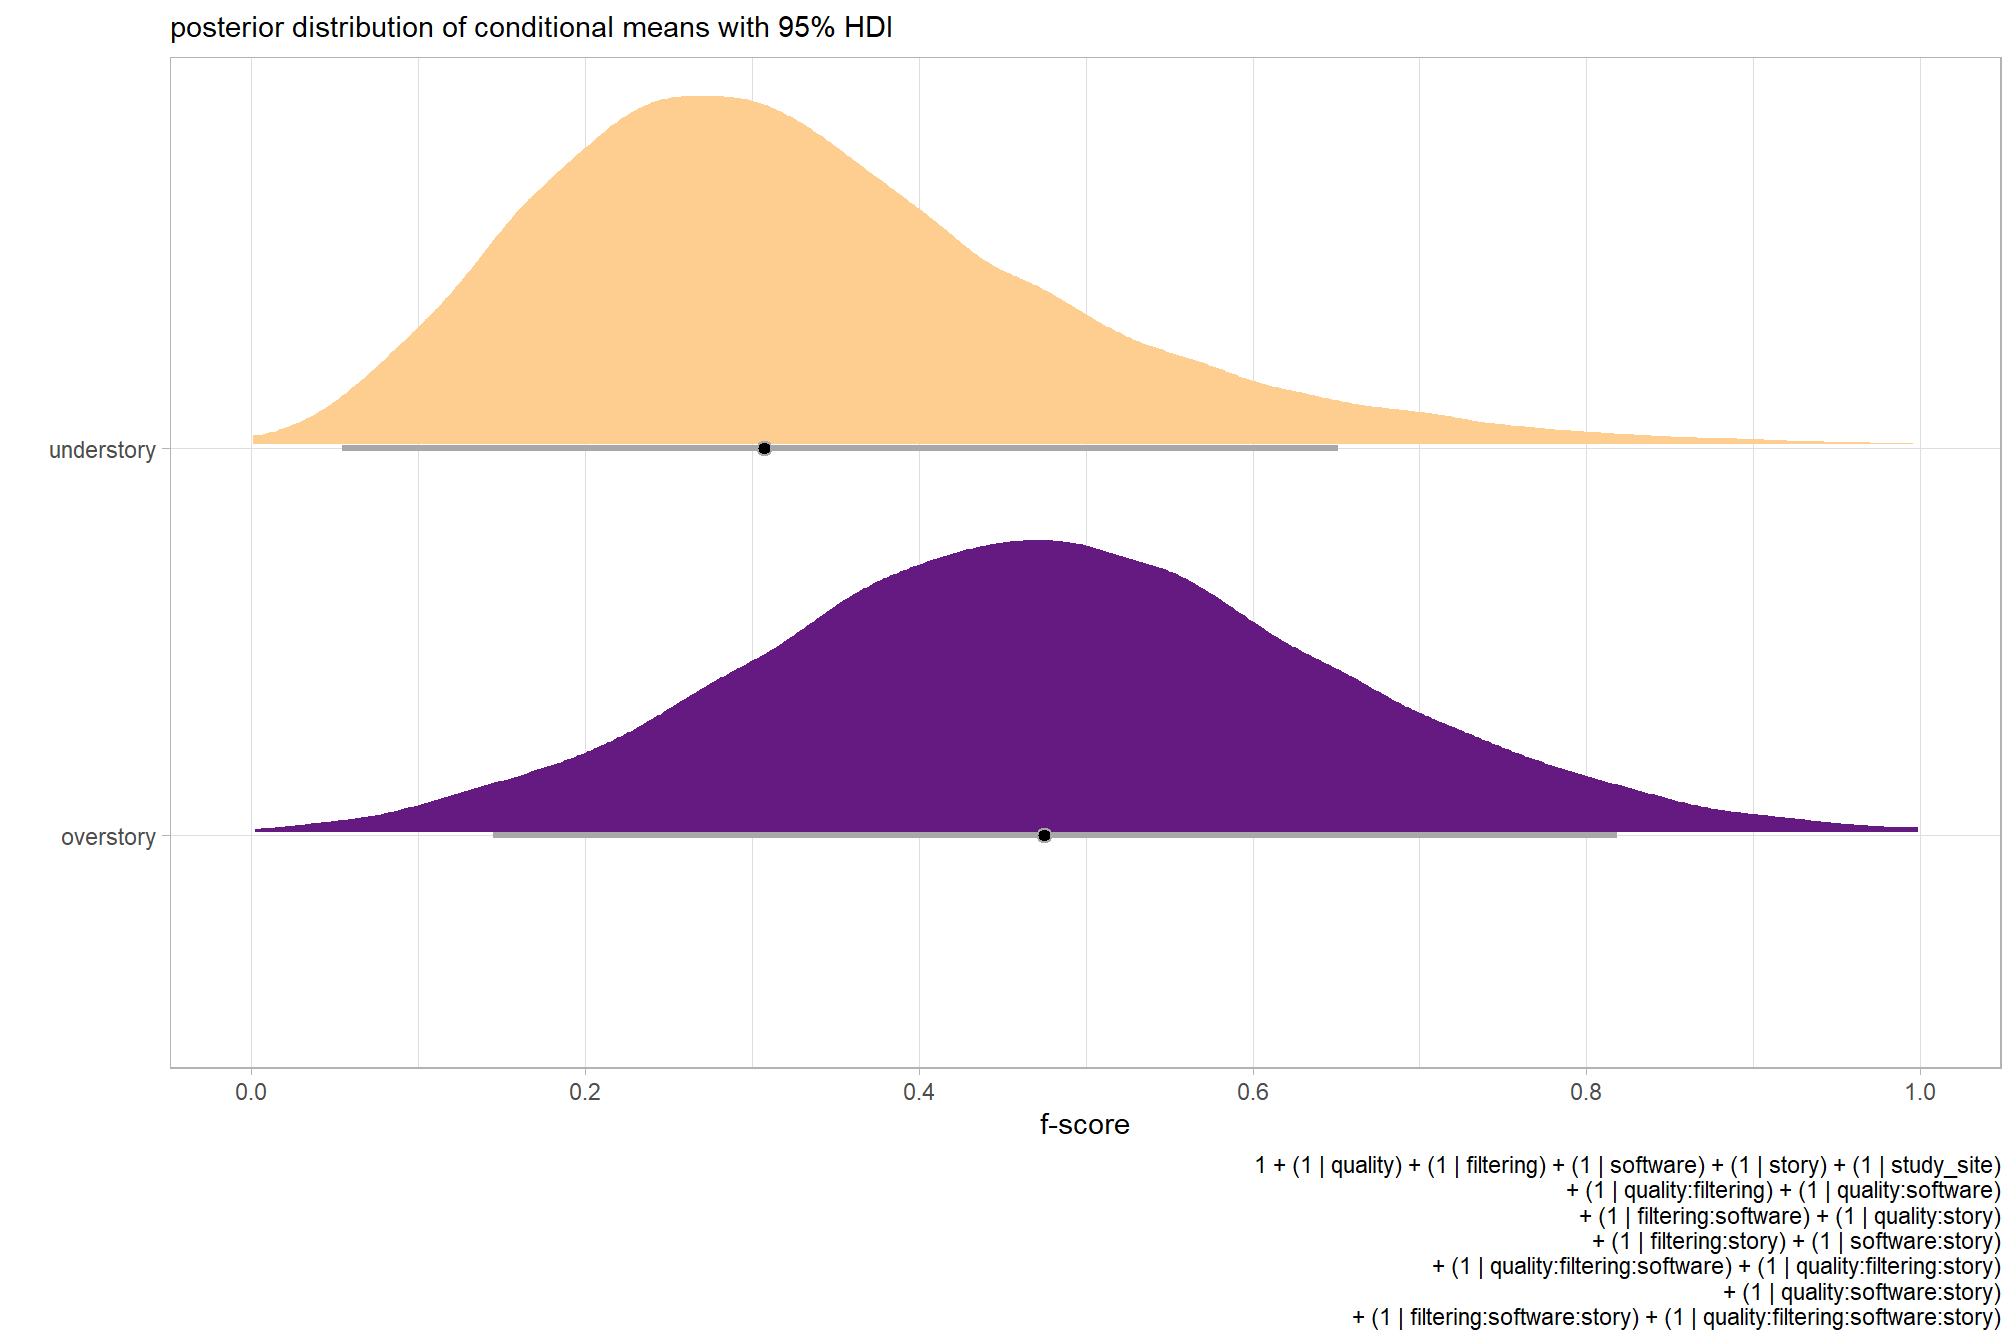 posterior distribution of conditional means with 95% HDI
understory
overstory
0.0 0.2 0.4 0.6 0.8 1.0
f-score
1 + (1 | quality) + (1 | filtering) + (1 | software) + (1 | story) + (1 | study_site)
+ (1 | quality:filtering) + (1 | quality:software)
+ (1 | filtering:software) + (1 | quality:story)
+ (1 | filtering:story) + (1 | software:story)
+ (1 | quality:filtering:software) + (1 | quality:filtering:story)
+ (1 | quality:software:story)
+ (1 | filtering:software:story) + (1 | quality:filtering:software:story)